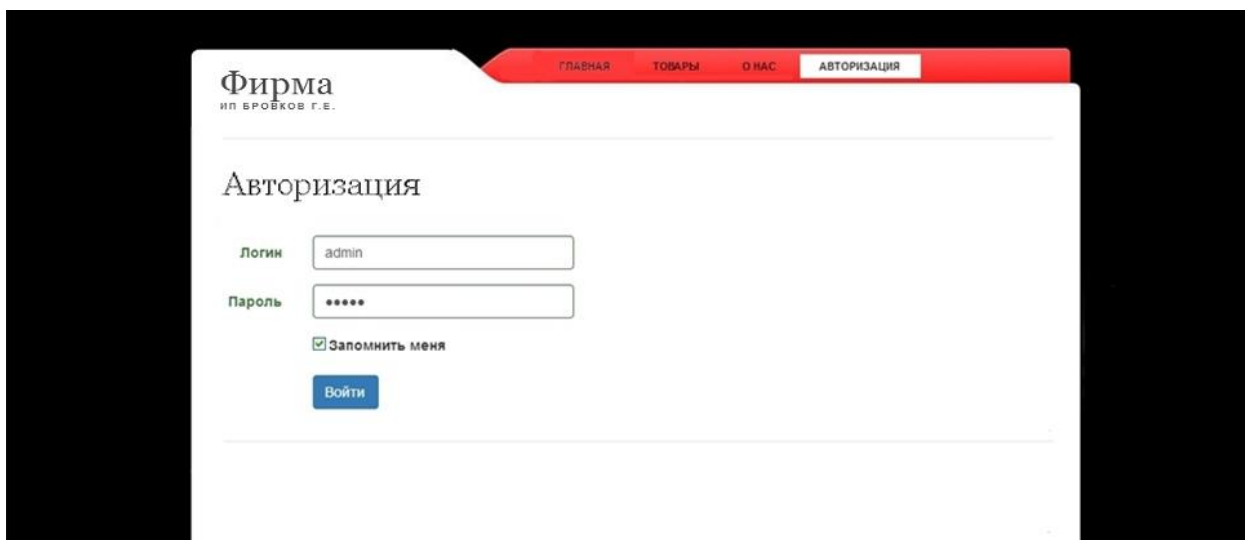 ГЛАВНАЯ ТОВАРЫ О НАС АВТОРИЗАЦИЯ
Фирма
ИП БРОВКОВ Г.Е.
Авторизация
Логин admin
Пароль •••••
Запомнить меня
Войти